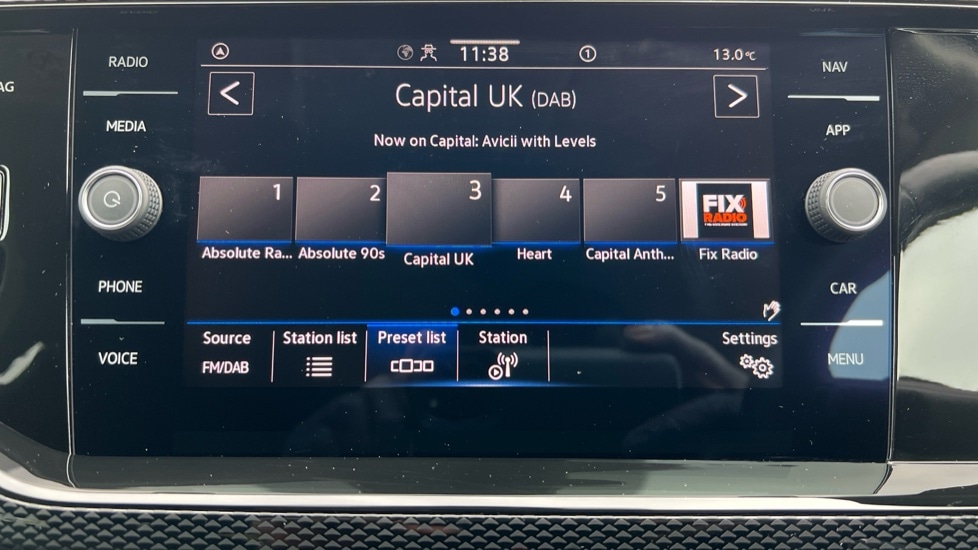 AG
RADIO
MEDIA
PHONE
VOICE
11:38
1
13.0°C
<
Capital UK (DAB)
>
Now on Capital: Avicii with Levels
1 2 3 4 5
FIX
RADIO
Absolute Ra... Absolute 90s Capital UK Heart Capital Anth... Fix Radio
Source Station list Preset list Station Settings
FM/DAB
NAV
APP
CAR
MENU